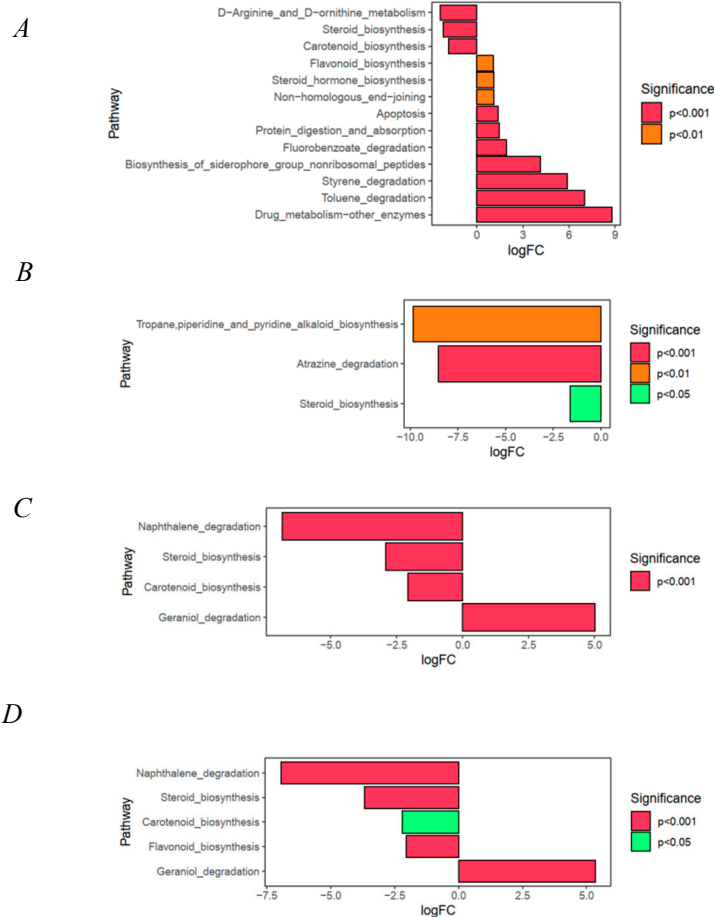 A
D−Arginine_and_D−ornithine_metabolism
Steroid_biosynthesis
Carotenoid_biosynthesis
Flavonoid_biosynthesis
Steroid_hormone_biosynthesis
Non−homologous_end−joining
Apoptosis
Protein_digestion_and_absorption
Fluorobenzoate_degradation
Biosynthesis_of_siderophore_group_nonribosomal_peptides
Styrene_degradation
Toluene_degradation
Drug_metabolism−other_enzymes
Pathway
0 3 6 9
logFC
Significance
p<0.001
p<0.01
B
Tropane,piperidine_and_pyridine_alkaloid_biosynthesis
Atrazine_degradation
Steroid_biosynthesis
Pathway
−10.0 −7.5 −5.0 −2.5 0.0
logFC
Significance
p<0.001
p<0.01
p<0.05
C
Naphthalene_degradation
Steroid_biosynthesis
Carotenoid_biosynthesis
Geraniol_degradation
Pathway
−5.0 −2.5 0.0 2.5 5.0
logFC
Significance
p<0.001
D
Naphthalene_degradation
Steroid_biosynthesis
Carotenoid_biosynthesis
Flavonoid_biosynthesis
Geraniol_degradation
Pathway
−7.5 −5.0 −2.5 0.0 2.5 5.0
logFC
Significance
p<0.001
p<0.05